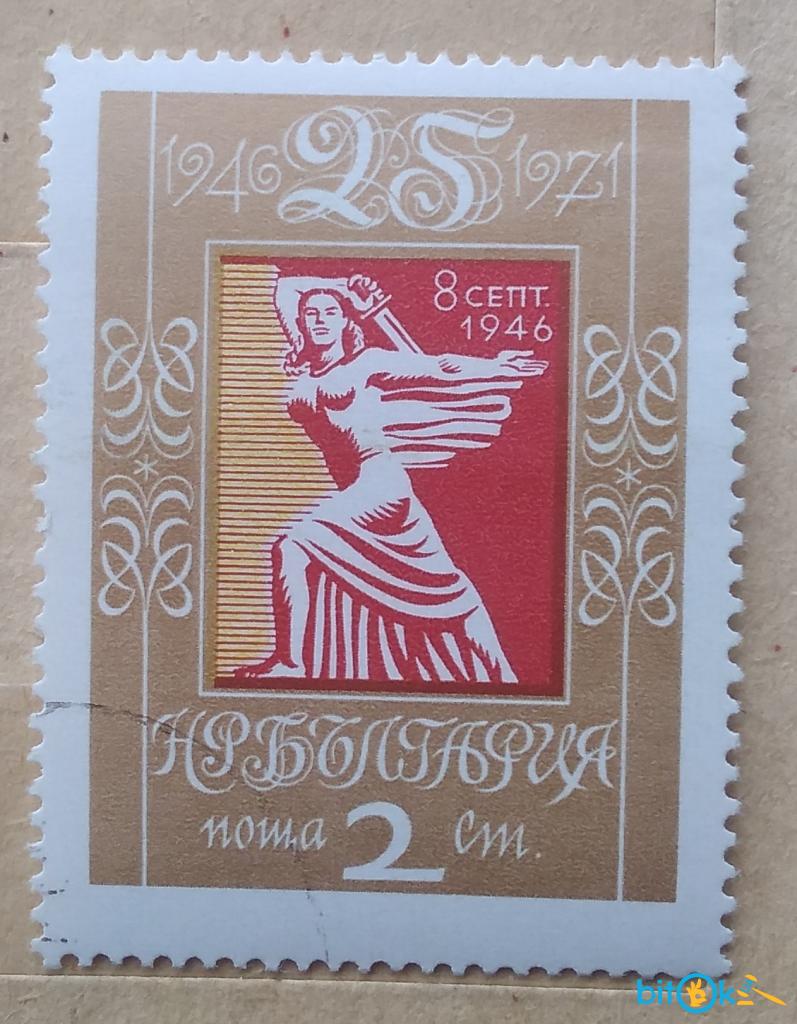 1946 25 1971
8 СЕПТ.
1946
НР БЪЛГАРИЯ
поща 2 ст.
bitOk